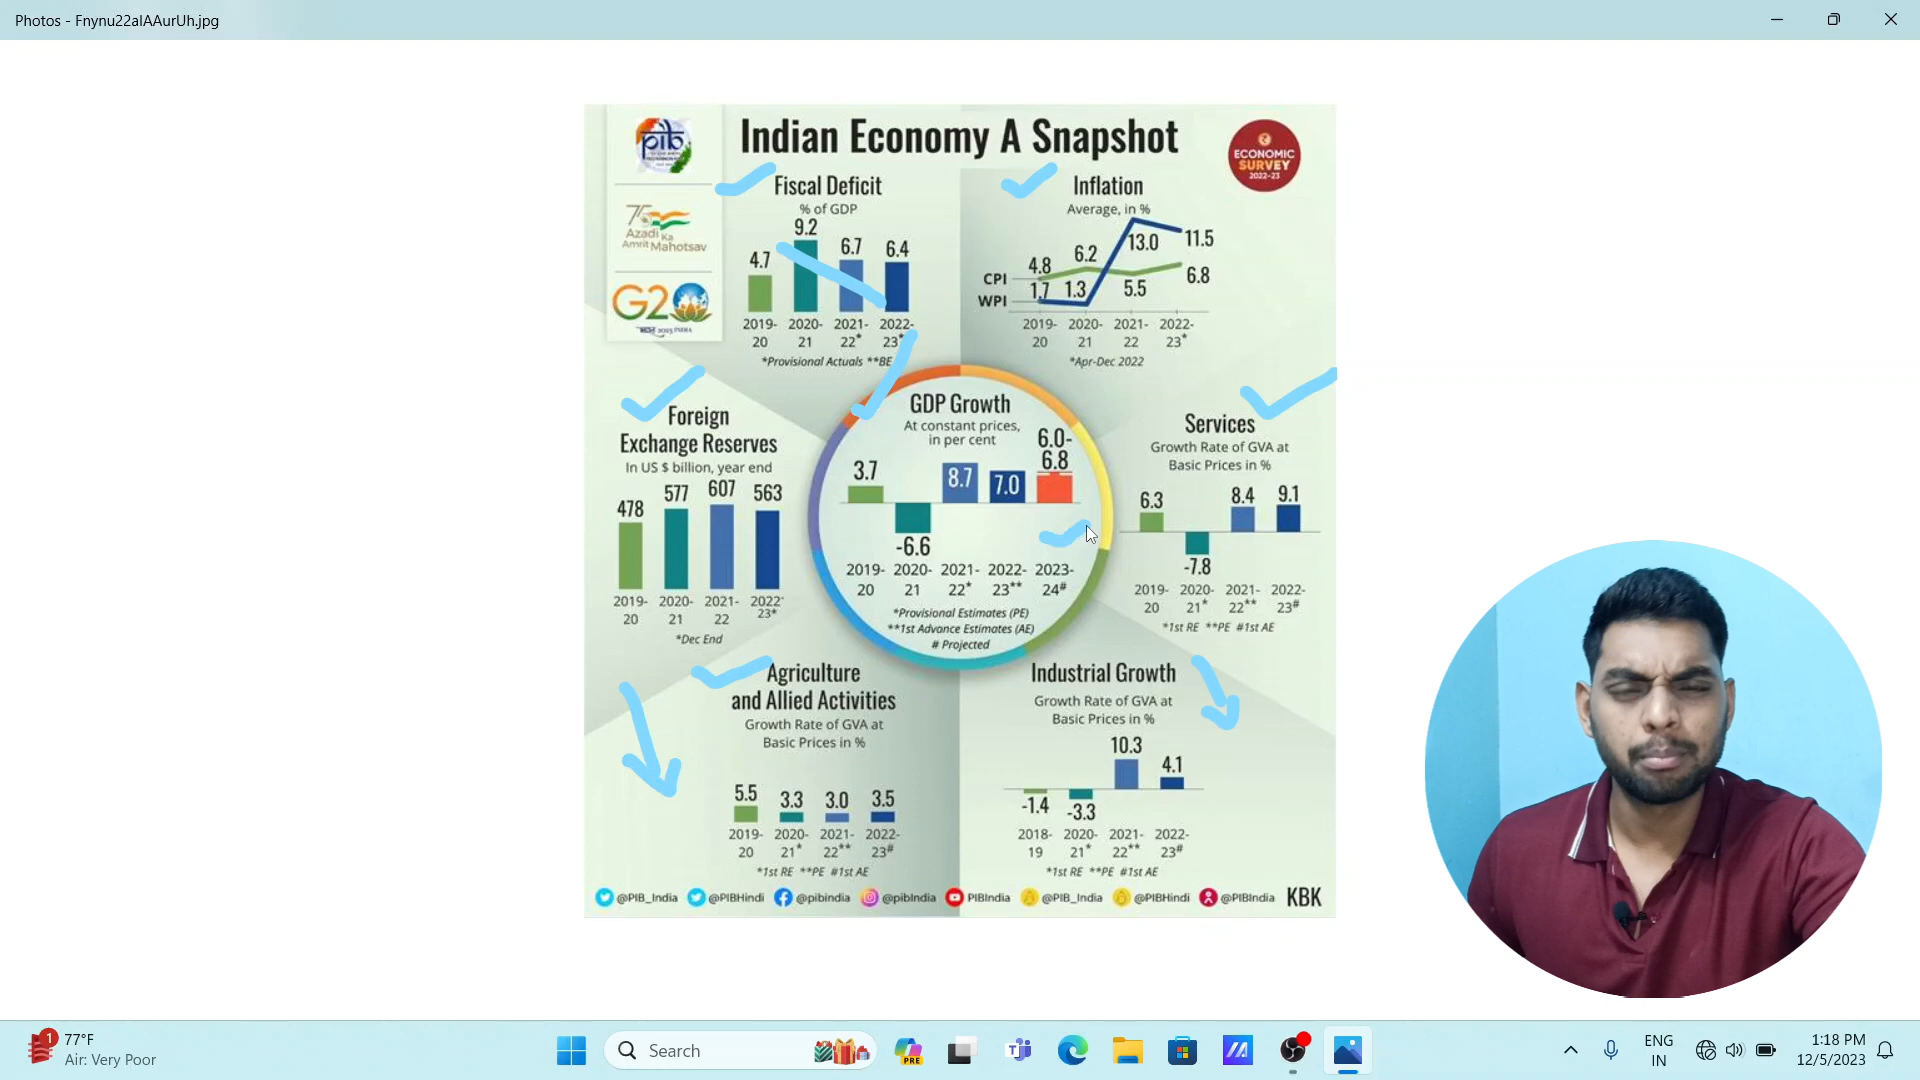 Photos - Fnynu22aIAAurUh.jpg
pib
75
Azadi Ka
Amrit Mahotsav
G20
2023 INDIA
Indian Economy A Snapshot
₹
ECONOMIC
SURVEY
2022-23
Fiscal Deficit
% of GDP
4.7 9.2 6.7 6.4
2019-20 2020-21 2021-22* 2022-23*
*Provisional Actuals **BE
Inflation
Average, in %
CPI 4.8 6.2 5.5 6.8
WPI 1.7 1.3 13.0 11.5
2019-20 2020-21 2021-22 2022-23*
*Apr-Dec 2022
Foreign
Exchange Reserves
In US $ billion, year end
478 577 607 563
2019-20 2020-21 2021-22 2022-23*
*Dec End
GDP Growth
At constant prices,
in per cent
3.7 -6.6 8.7 7.0 6.0-6.8
2019-20 2020-21 2021-22* 2022-23** 2023-24#
*Provisional Estimates (PE)
**1st Advance Estimates (AE)
# Projected
Services
Growth Rate of GVA at
Basic Prices in %
6.3 -7.8 8.4 9.1
2019-20 2020-21* 2021-22** 2022-23#
*1st RE **PE #1st AE
Agriculture
and Allied Activities
Growth Rate of GVA at
Basic Prices in %
5.5 3.3 3.0 3.5
2019-20 2020-21* 2021-22** 2022-23#
*1st RE **PE #1st AE
Industrial Growth
Growth Rate of GVA at
Basic Prices in %
-1.4 -3.3 10.3 4.1
2018-19 2020-21* 2021-22** 2022-23#
*1st RE **PE #1st AE
@PIB_India @PIBHindi @pibindia @pibIndia PIBIndia @PIB_India @PIBHindi @PIBIndia KBK
1
77°F
Air: Very Poor
Search
PRE
ENG
IN
1:18 PM
12/5/2023